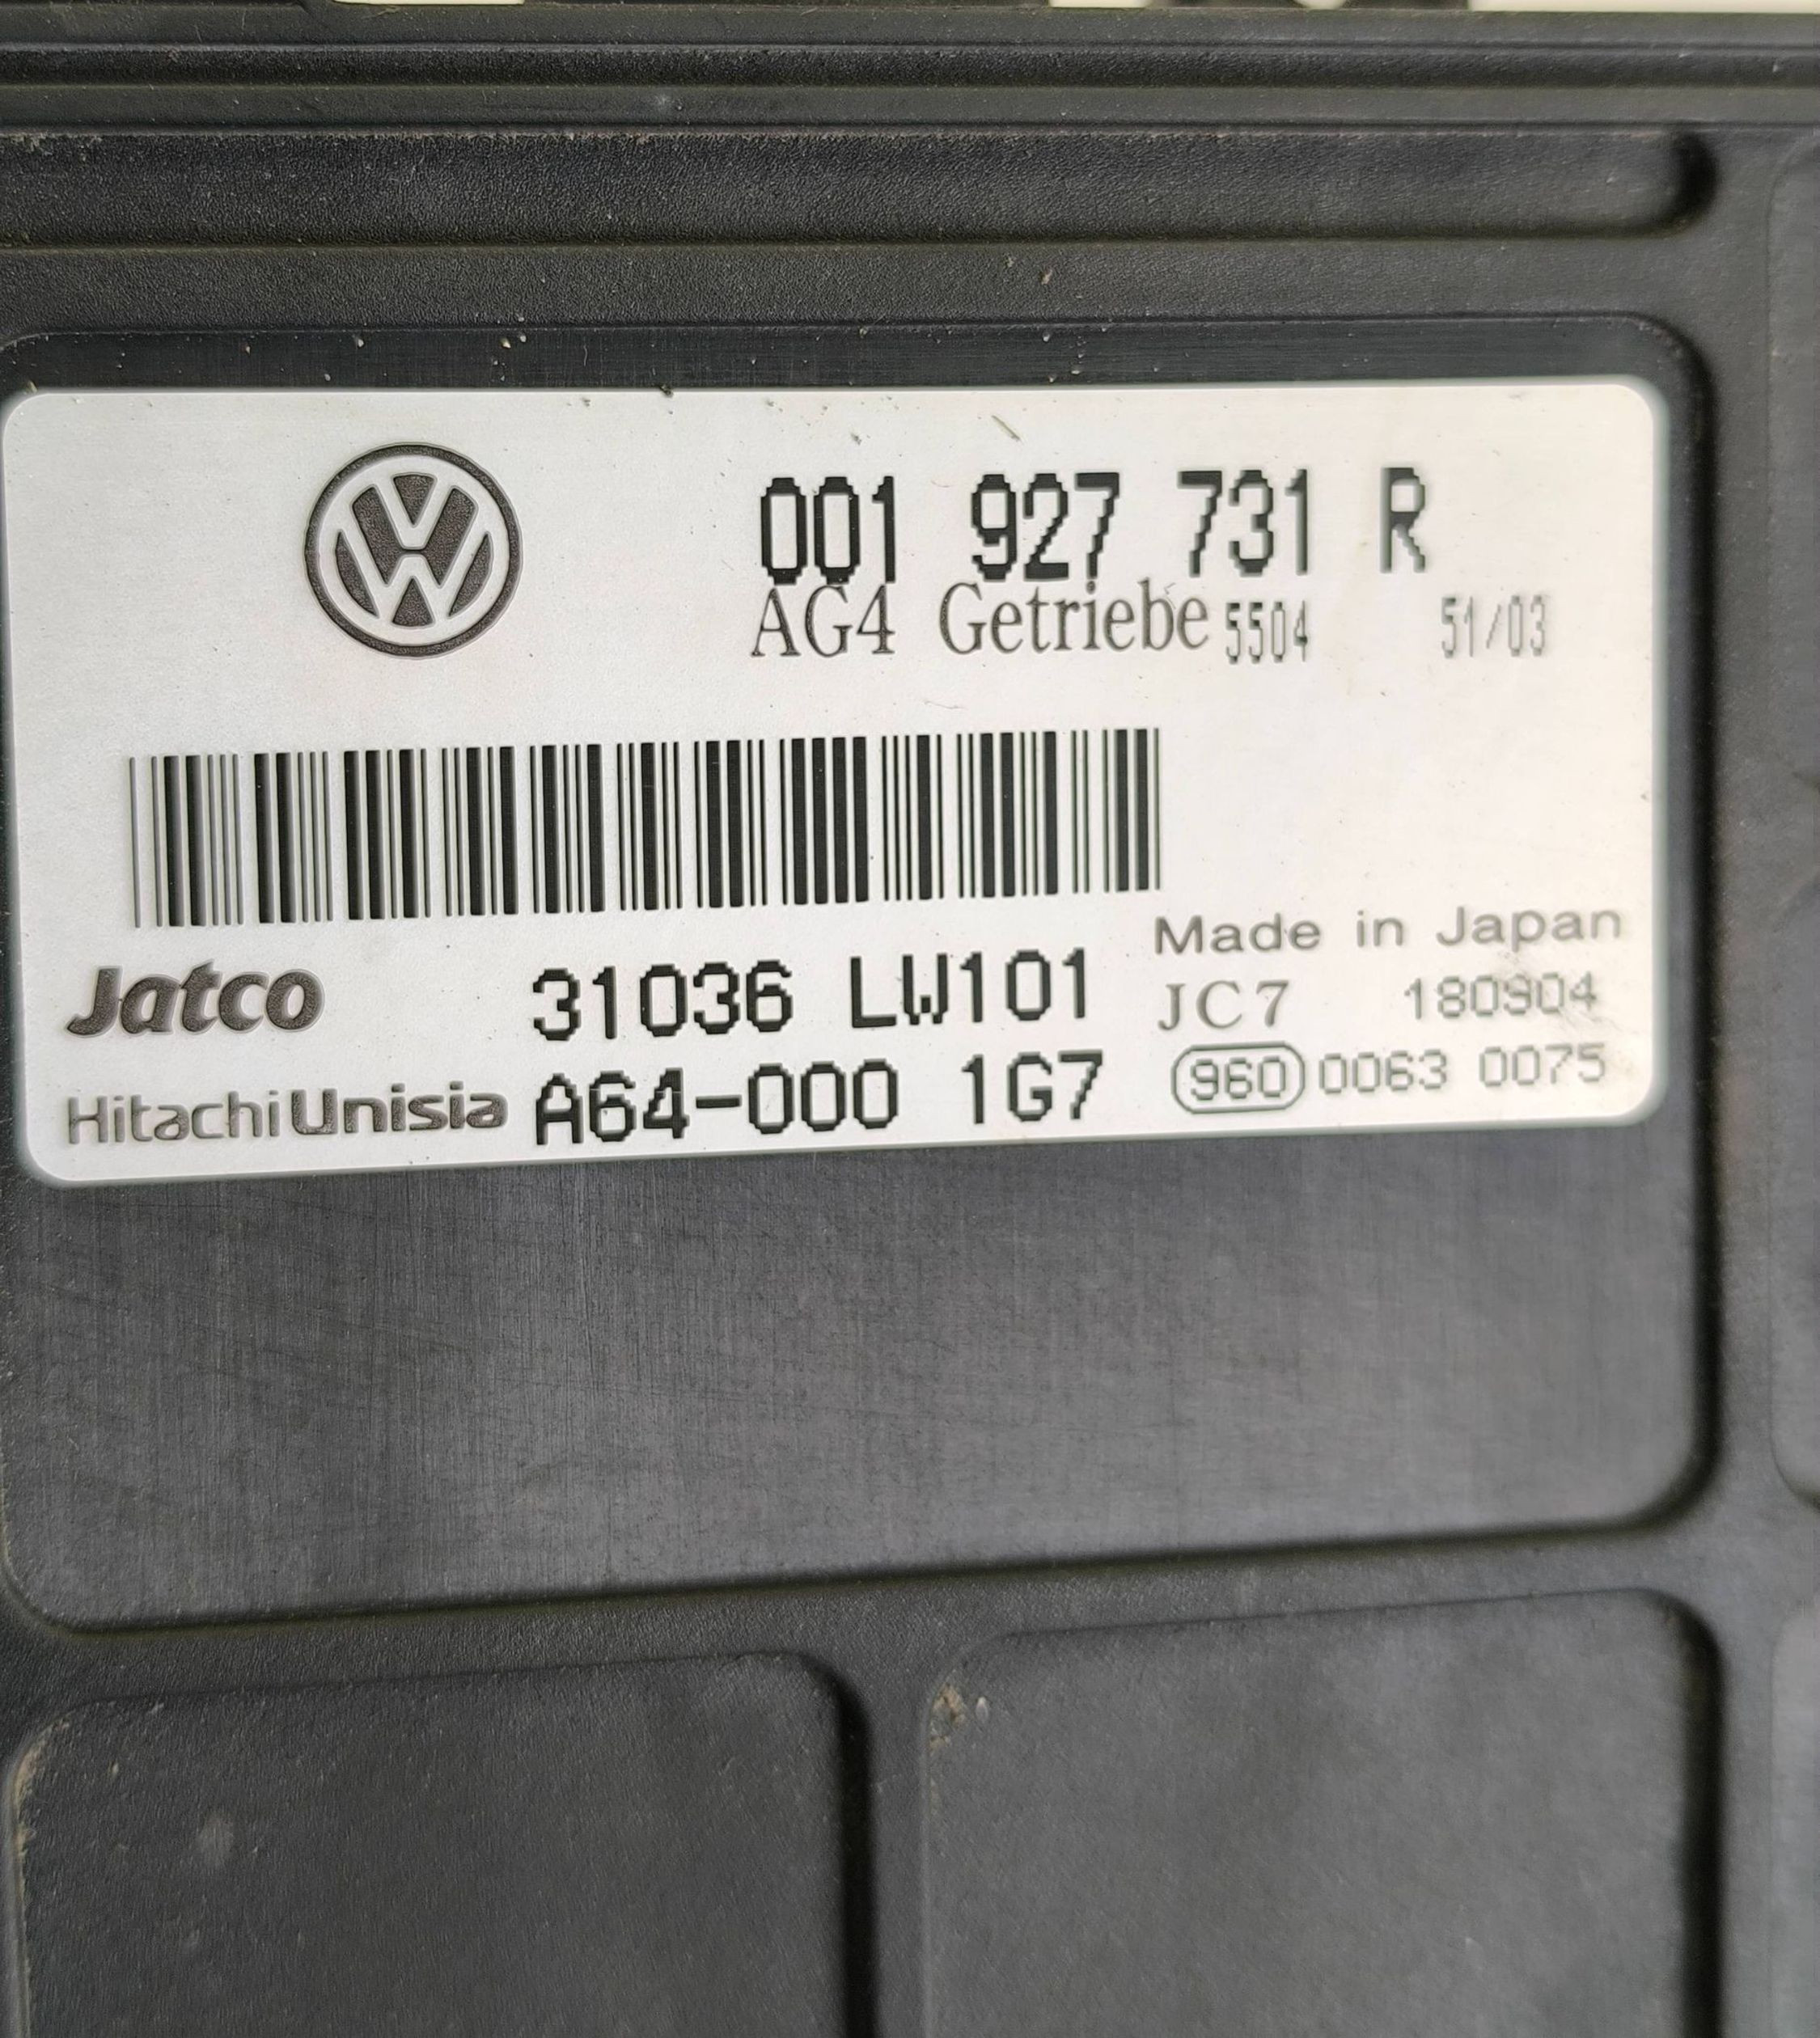 001 927 731 R
AG4 Getriebe 5504 51/03
Made in Japan
Jatco 31036 LW101 JC7 180904
HitachiUnisia A64-000 1G7 960 0063 0075